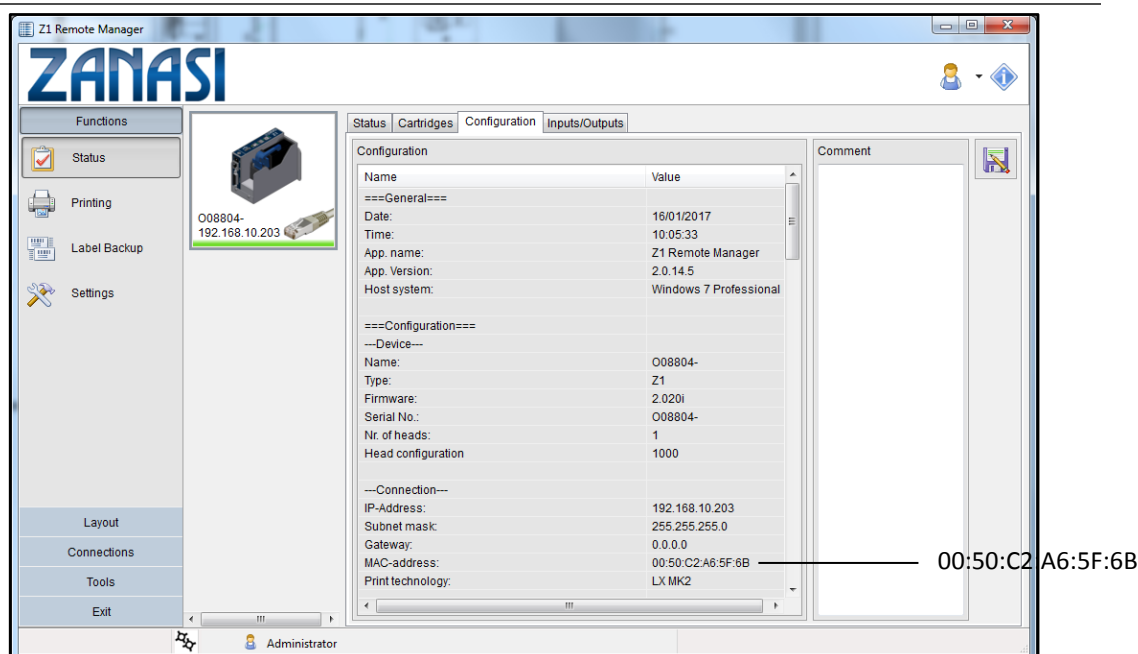 Z1 Remote Manager
ZANASI
Functions
Status
Printing
Label Backup
Settings
Layout
Connections
Tools
Exit
O08804-
192.168.10.203
Status Cartridges Configuration Inputs/Outputs
Configuration
Name Value
===General===
Date: 16/01/2017
Time: 10:05:33
App. name: Z1 Remote Manager
App. Version: 2.0.14.5
Host system: Windows 7 Professional
===Configuration===
---Device---
Name: O08804-
Type: Z1
Firmware: 2.020i
Serial No.: O08804-
Nr. of heads: 1
Head configuration 1000
---Connection---
IP-Address: 192.168.10.203
Subnet mask: 255.255.255.0
Gateway: 0.0.0.0
MAC-address: 00:50:C2:A6:5F:6B
Print technology: LX MK2
Comment
00:50:C2:A6:5F:6B
Administrator